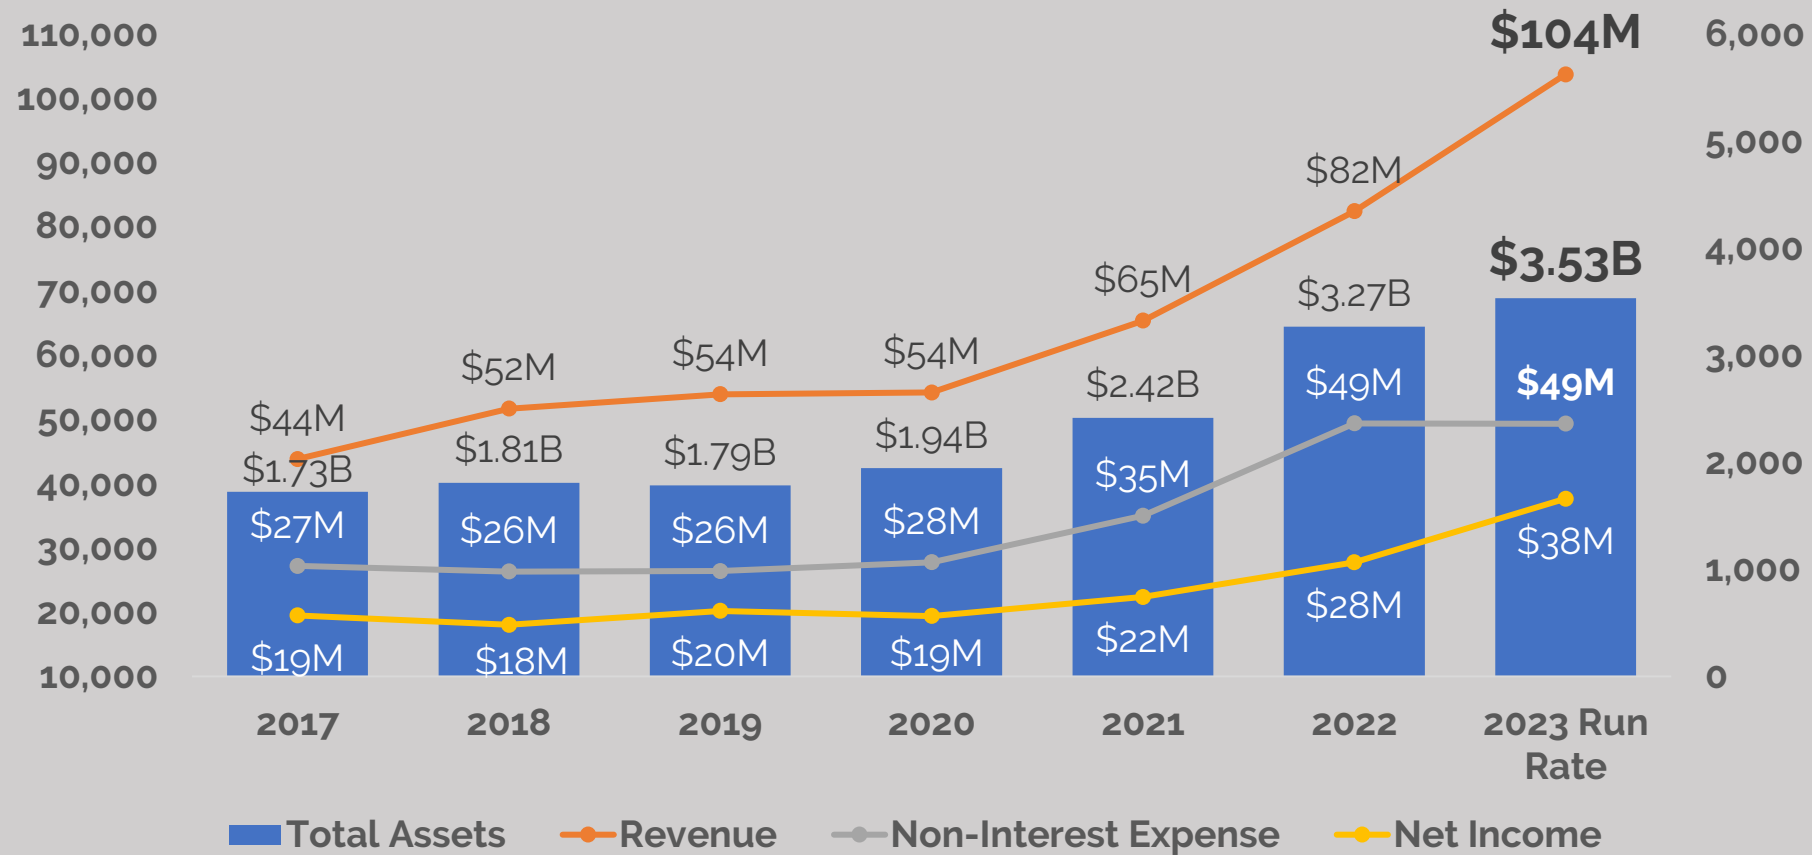 110,000
100,000
90,000
80,000
70,000
60,000
50,000
40,000
30,000
20,000
10,000
6,000
5,000
4,000
3,000
2,000
1,000
0
$104M
$82M
$65M
$54M
$54M
$52M
$44M
$1.73B
$1.81B
$1.79B
$1.94B
$2.42B
$3.27B
$3.53B
$27M
$26M
$26M
$28M
$35M
$49M
$49M
$19M
$18M
$20M
$19M
$22M
$28M
$38M
2017
2018
2019
2020
2021
2022
2023 Run
Rate
Total Assets
Revenue
Non-Interest Expense
Net Income